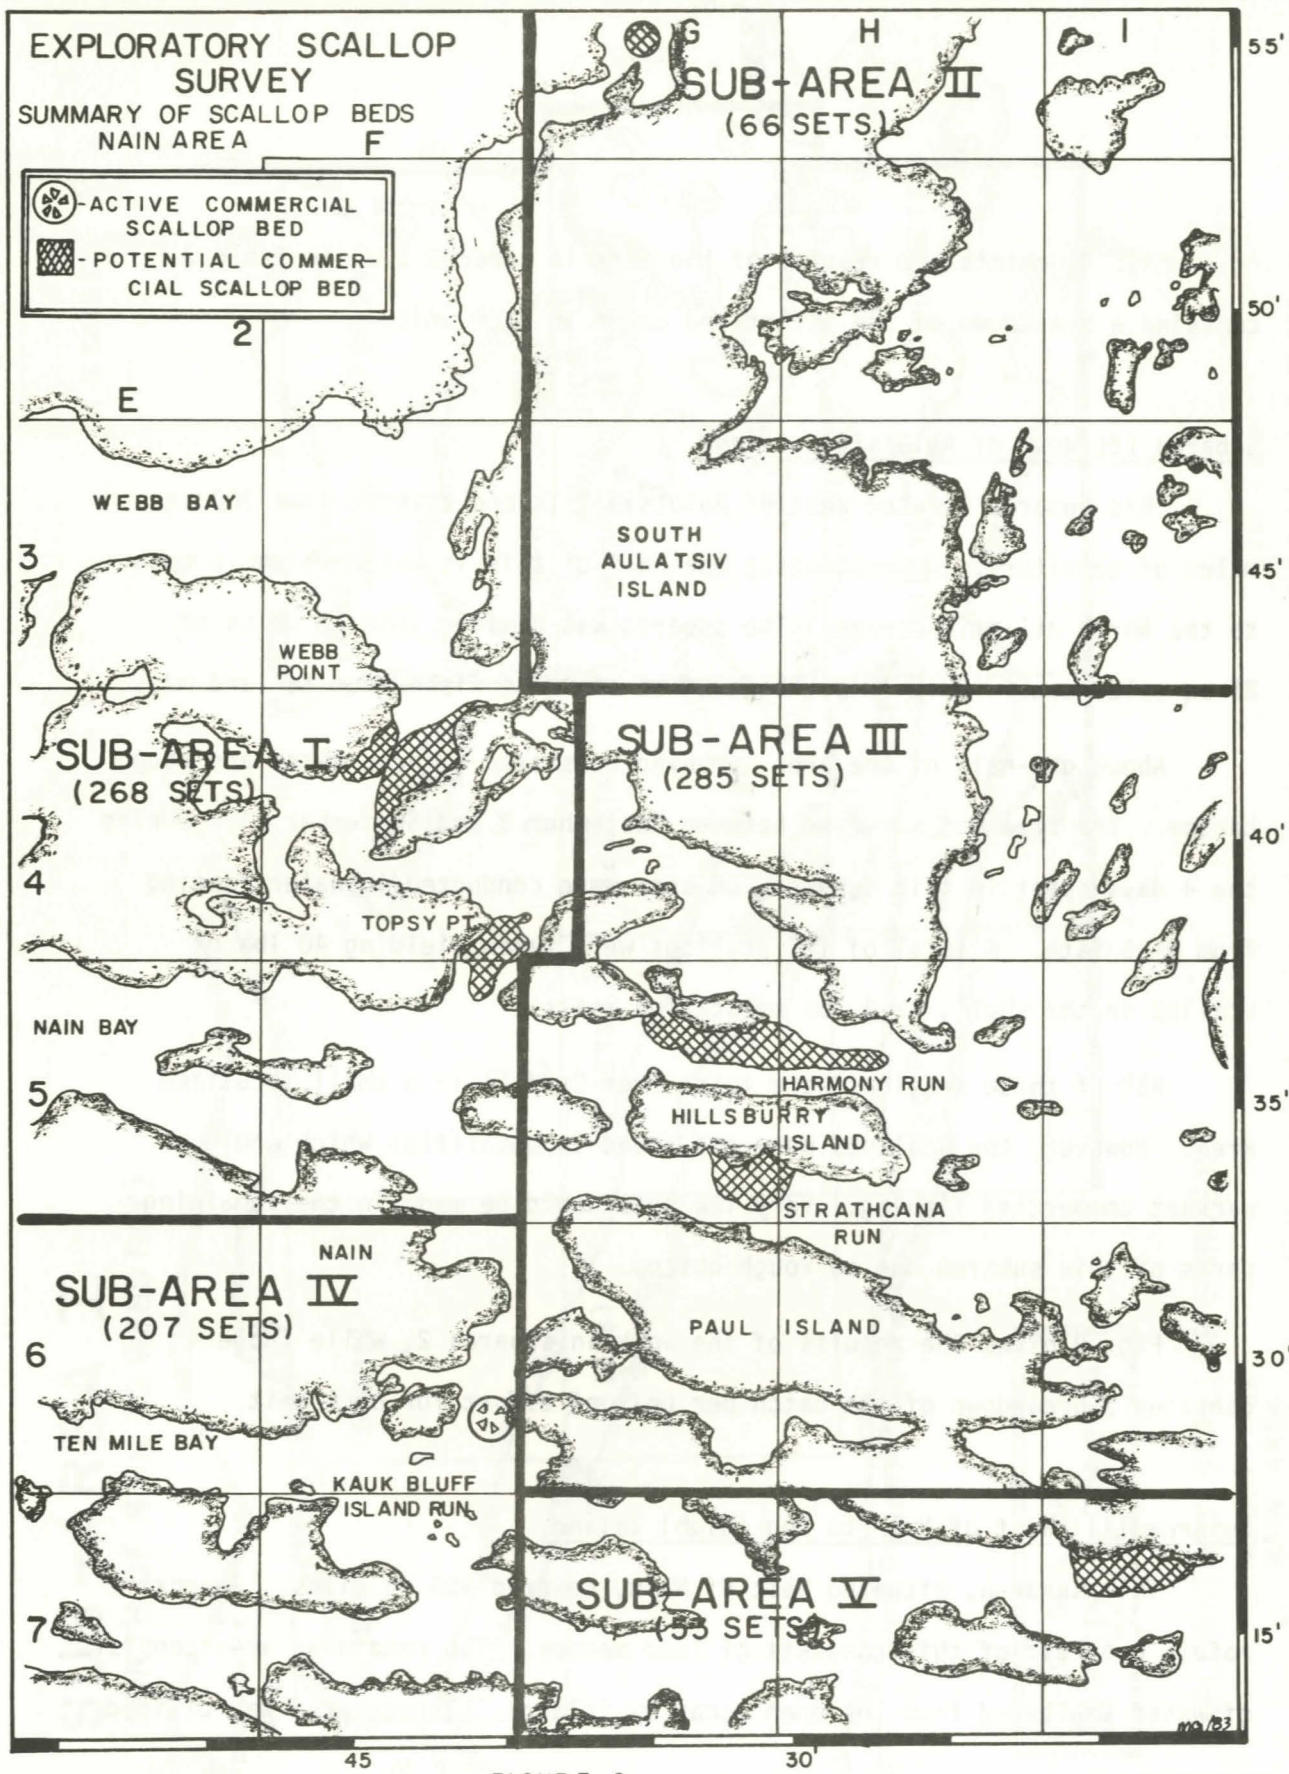 EXPLORATORY SCALLOP
SURVEY
SUMMARY OF SCALLOP BEDS
NAIN AREA
-ACTIVE COMMERCIAL
SCALLOP BED
-POTENTIAL COMMER-
CIAL SCALLOP BED
E
F
G
H
I
2
3
4
5
6
7
55'
50'
45'
40'
35'
30'
15'
SUB-AREA II
(66 SETS)
WEBB BAY
SOUTH
AULATSIV
ISLAND
WEBB
POINT
SUB-AREA I
(268 SETS)
SUB-AREA III
(285 SETS)
TOPSY PT.
NAIN BAY
HARMONY RUN
HILLSBURRY
ISLAND
STRATHCANA
RUN
NAIN
SUB-AREA IV
(207 SETS)
PAUL ISLAND
TEN MILE BAY
KAUK BLUFF
ISLAND RUN
SUB-AREA V
(53 SETS)
45
30'